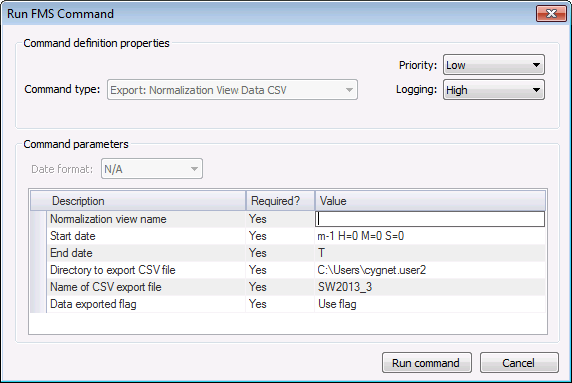 Run FMS Command
Command definition properties
Priority: Low
Command type: Export: Normalization View Data CSV
Logging: High
Command parameters
Date format: N/A
Description Required? Value
Normalization view name Yes
Start date Yes m-1 H=0 M=0 S=0
End date Yes T
Directory to export CSV file Yes C:\Users\cygnet.user2
Name of CSV export file Yes SW2013_3
Data exported flag Yes Use flag
Run command Cancel